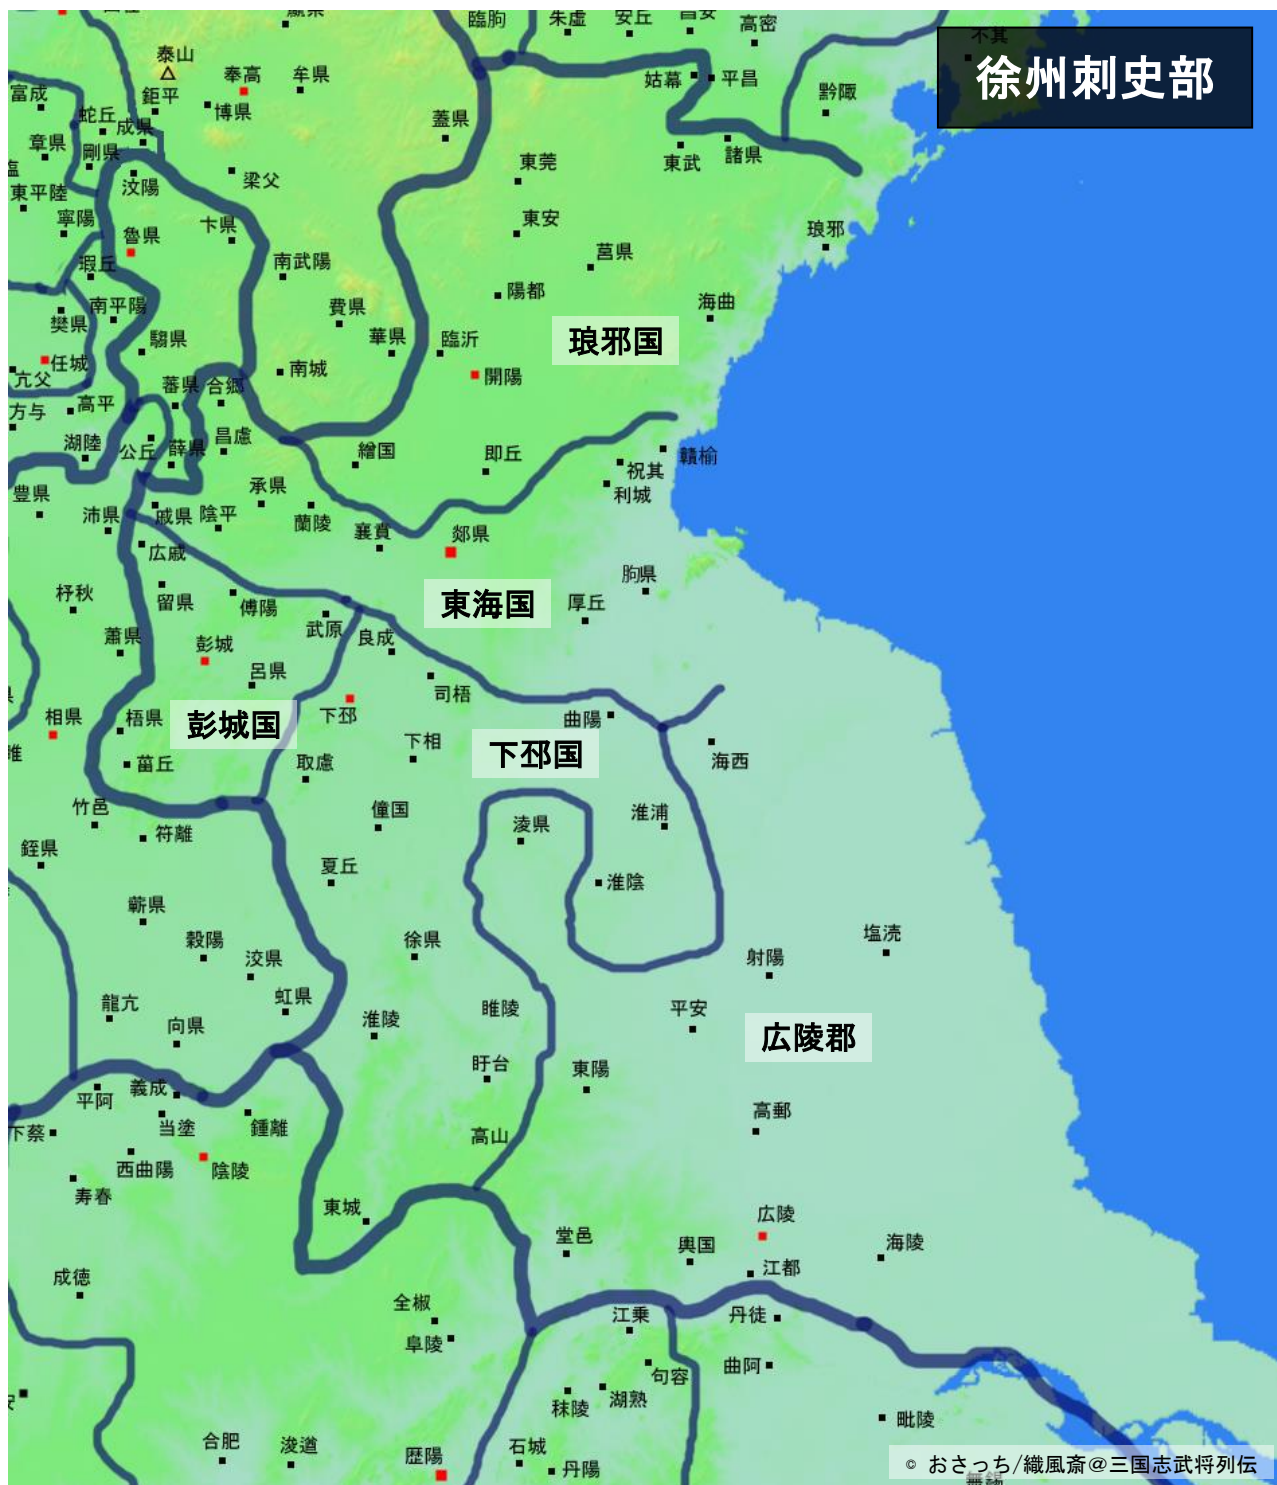 徐州刺史部
臨朐
朱虚
安丘
高密
泰山
奉高
牟県
姑幕
平昌
黔陬
富成
鉅平
博県
蓋県
蛇丘
成県
章県
剛県
東武
諸県
東莞
東平陸
汶陽
梁父
寧陽
魯県
卞県
東安
琅邪
瑕丘
南武陽
莒県
南平陽
費県
陽都
海曲
樊県
騶県
華県
臨沂
琅邪国
任城
南城
開陽
亢父
蕃県
合郷
方与
高平
湖陸
公丘
薛県
昌慮
繒国
即丘
贛榆
祝其
利城
豊県
承県
沛県
戚県
陰平
蘭陵
襄賁
郯県
広戚
朐県
杼秋
留県
傅陽
東海国
厚丘
蕭県
彭城
武原
良成
呂県
司梧
相県
梧県
彭城国
下邳
曲陽
下相
下邳国
海西
菑丘
取慮
竹邑
符離
僮国
淩県
淮浦
銍県
夏丘
淮陰
蘄県
穀陽
洨県
徐県
射陽
塩涜
龍亢
虹県
向県
淮陵
睢陵
平安
広陵郡
盱台
東陽
平阿
義成
当塗
鍾離
高郵
下蔡
高山
西曲陽
陰陵
寿春
東城
広陵
堂邑
輿国
海陵
成徳
江都
全椒
江乗
丹徒
阜陵
句容
曲阿
秣陵
湖熟
毗陵
合肥
浚遒
歴陽
石城
丹陽
© おさっち/織風斎@三国志武将列伝